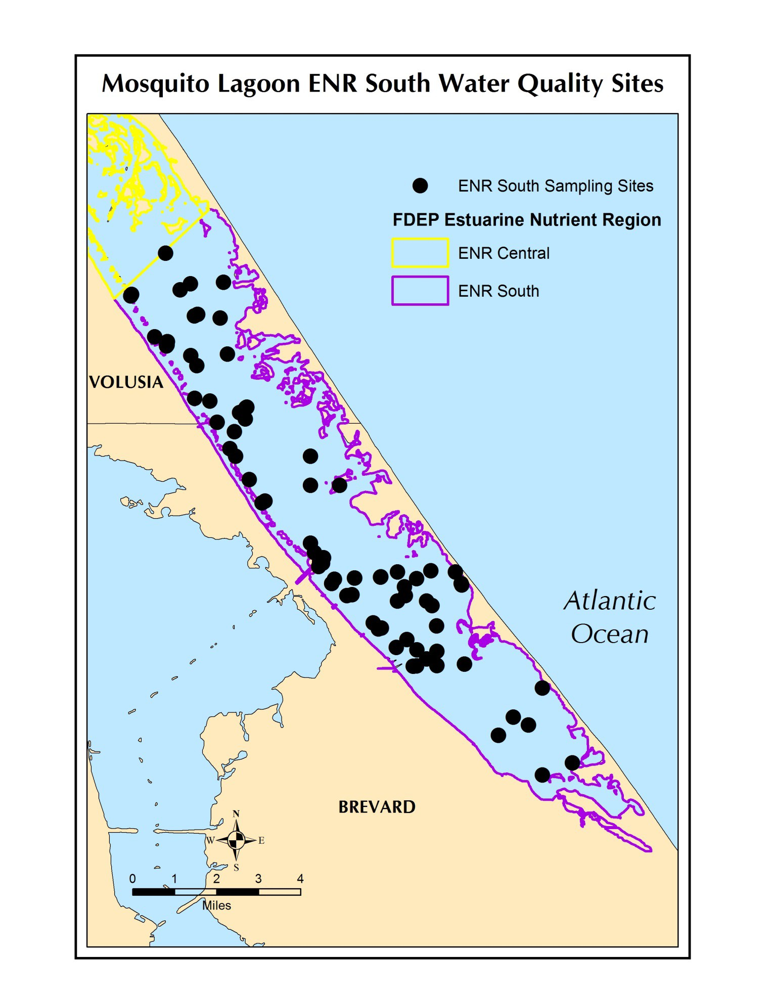 Mosquito Lagoon ENR South Water Quality Sites
ENR South Sampling Sites
FDEP Estuarine Nutrient Region
ENR Central
ENR South
VOLUSIA
Atlantic
Ocean
BREVARD
N
W E
S
0 1 2 3 4
Miles